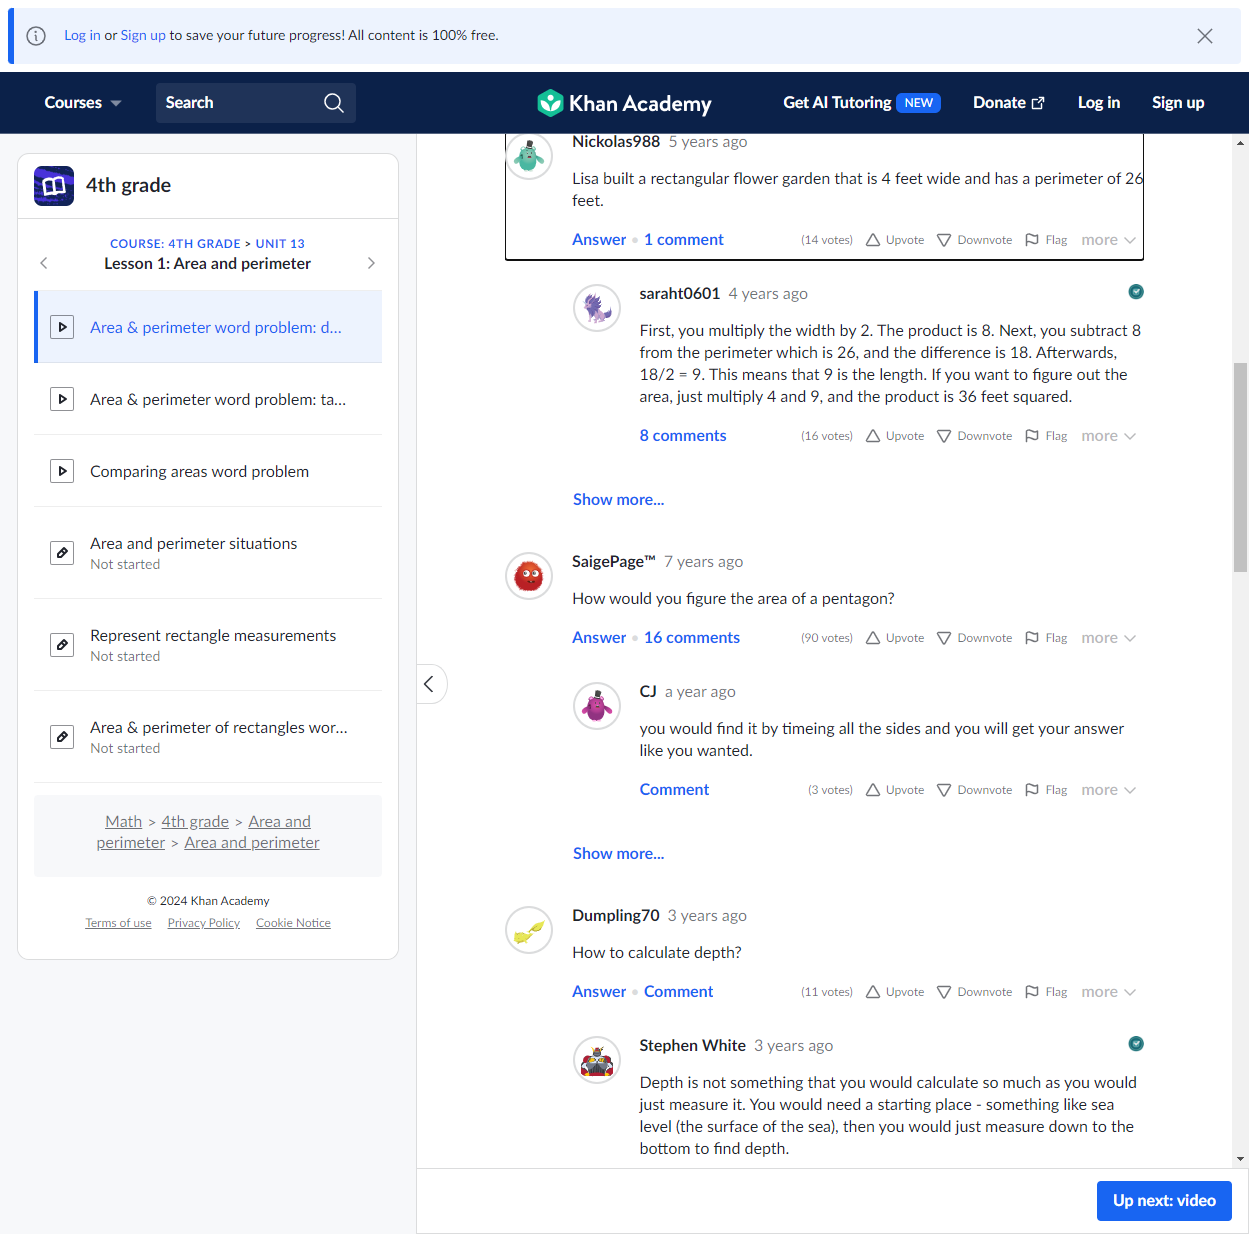 Log in or Sign up to save your future progress! All content is 100% free.
Courses
Search
Khan Academy
Get AI Tutoring NEW
Donate
Log in
Sign up
4th grade
COURSE: 4TH GRADE > UNIT 13
Lesson 1: Area and perimeter
Area & perimeter word problem: d...
Area & perimeter word problem: ta...
Comparing areas word problem
Area and perimeter situations
Not started
Represent rectangle measurements
Not started
Area & perimeter of rectangles wor...
Not started
Math > 4th grade > Area and
perimeter > Area and perimeter
© 2024 Khan Academy
Terms of use Privacy Policy Cookie Notice
Nickolas988 5 years ago
Lisa built a rectangular flower garden that is 4 feet wide and has a perimeter of 26
feet.
Answer • 1 comment (14 votes) Upvote Downvote Flag more
saraht0601 4 years ago
First, you multiply the width by 2. The product is 8. Next, you subtract 8
from the perimeter which is 26, and the difference is 18. Afterwards,
18/2 = 9. This means that 9 is the length. If you want to figure out the
area, just multiply 4 and 9, and the product is 36 feet squared.
8 comments (16 votes) Upvote Downvote Flag more
Show more...
SaigePage™ 7 years ago
How would you figure the area of a pentagon?
Answer • 16 comments (90 votes) Upvote Downvote Flag more
CJ a year ago
you would find it by timeing all the sides and you will get your answer
like you wanted.
Comment (3 votes) Upvote Downvote Flag more
Show more...
Dumpling70 3 years ago
How to calculate depth?
Answer • Comment (11 votes) Upvote Downvote Flag more
Stephen White 3 years ago
Depth is not something that you would calculate so much as you would
just measure it. You would need a starting place - something like sea
level (the surface of the sea), then you would just measure down to the
bottom to find depth.
Up next: video